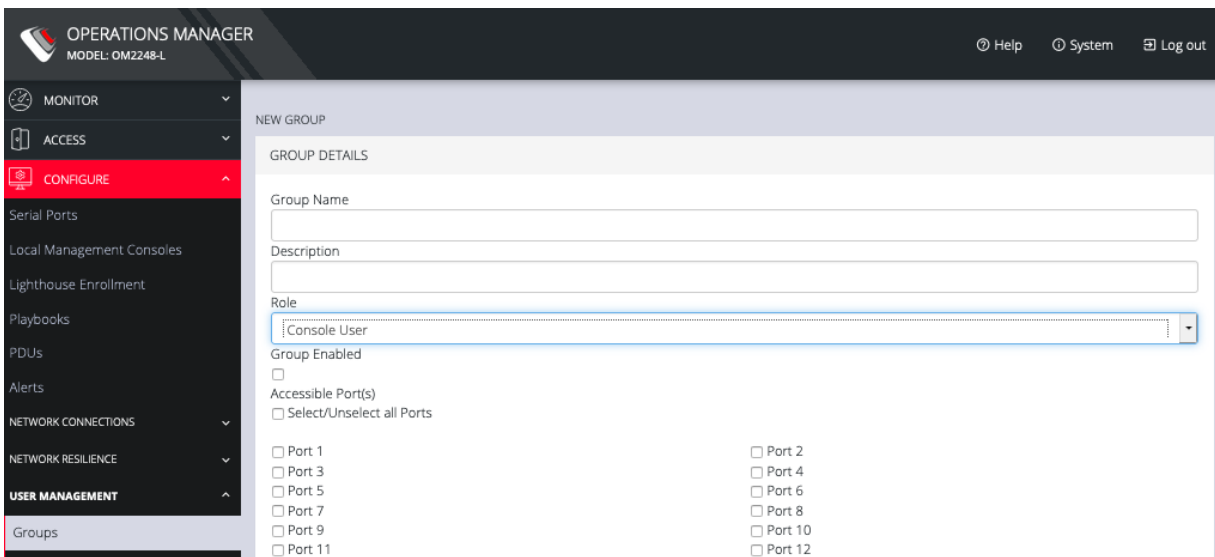 OPERATIONS MANAGER
MODEL: OM2248-L
Help
System
Log out
MONITOR
ACCESS
CONFIGURE
Serial Ports
Local Management Consoles
Lighthouse Enrollment
Playbooks
PDUs
Alerts
NETWORK CONNECTIONS
NETWORK RESILIENCE
USER MANAGEMENT
Groups
NEW GROUP
GROUP DETAILS
Group Name
Description
Role
Console User
Group Enabled
Accessible Port(s)
Select/Unselect all Ports
Port 1 Port 2
Port 3 Port 4
Port 5 Port 6
Port 7 Port 8
Port 9 Port 10
Port 11 Port 12